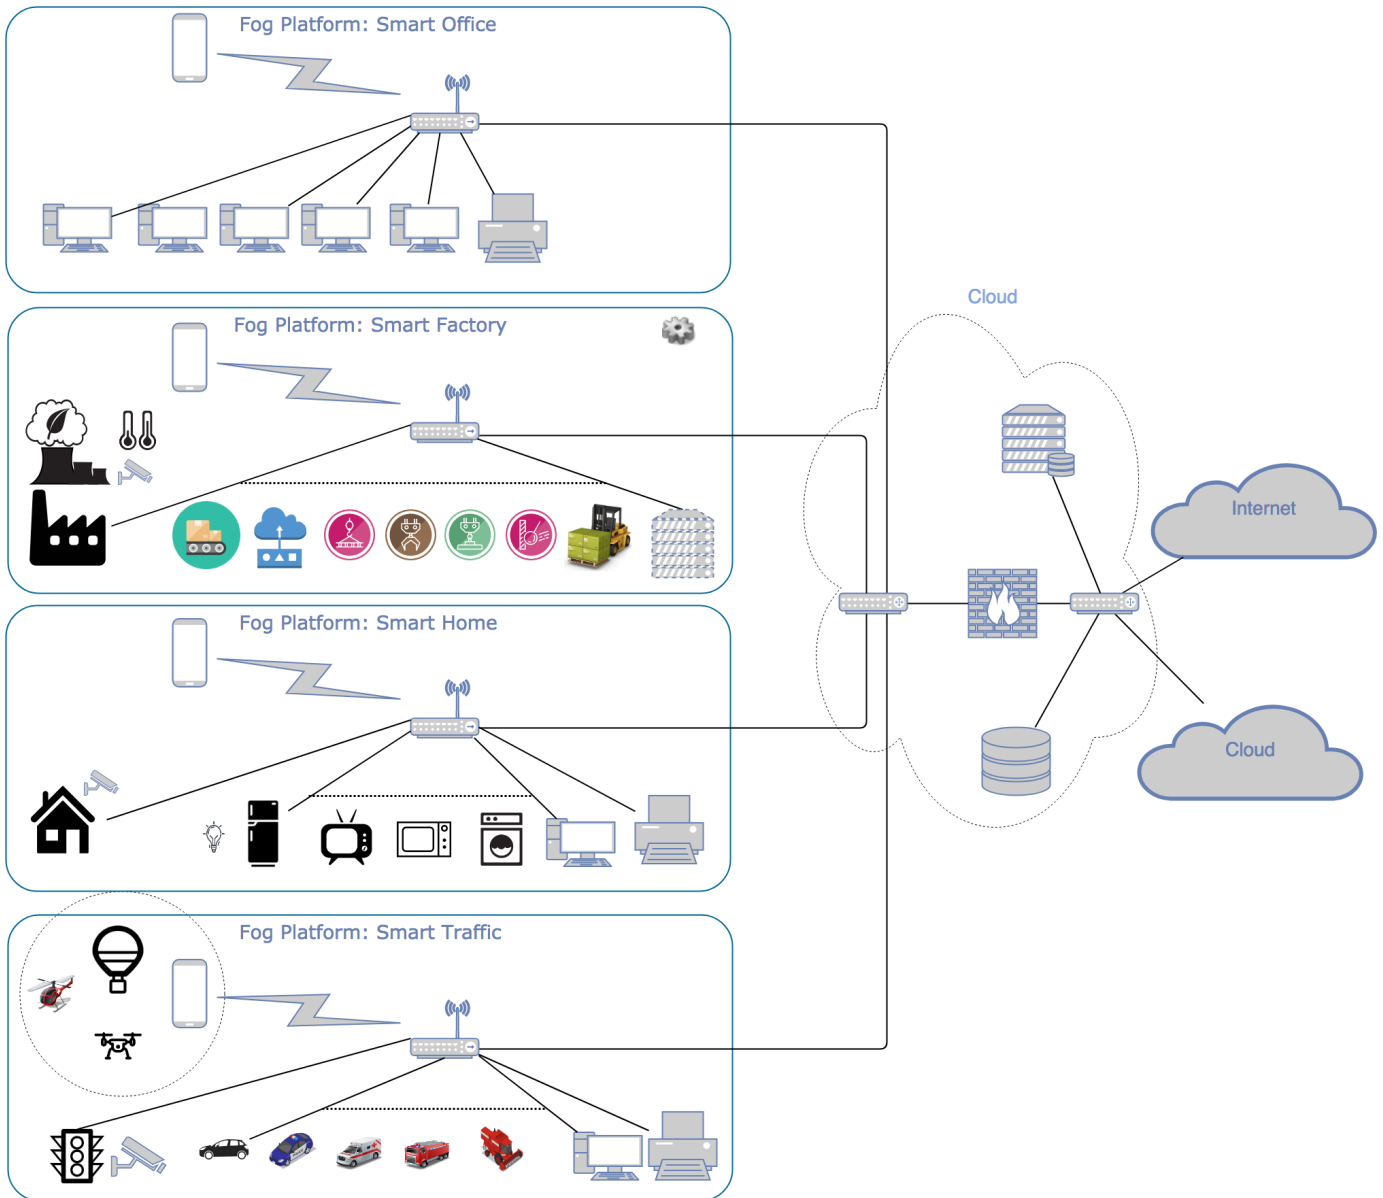 Fog Platform: Smart Office
Fog Platform: Smart Factory
Cloud
Internet
Fog Platform: Smart Home
Cloud
Fog Platform: Smart Traffic